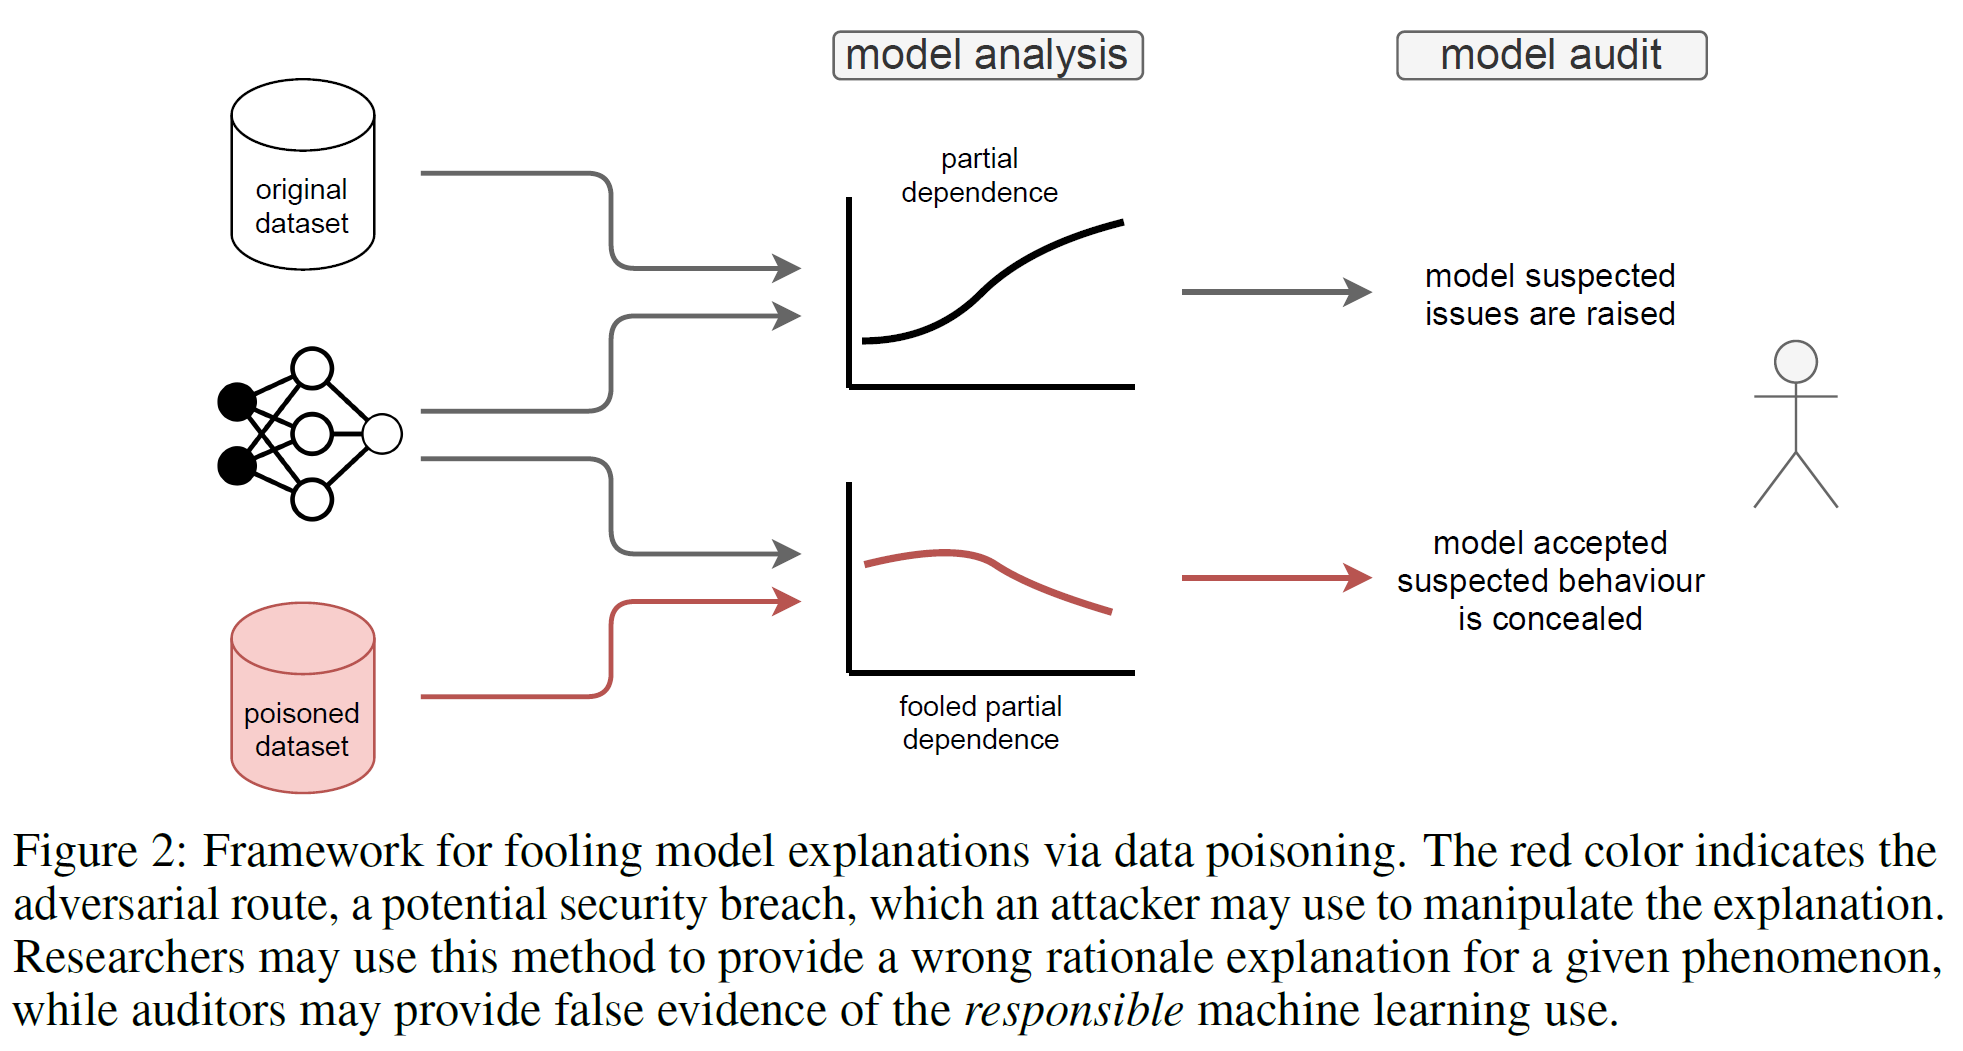 model analysis
model audit
partial
dependence
original
dataset
model suspected
issues are raised
model accepted
suspected behaviour
is concealed
poisoned
dataset
fooled partial
dependence
Figure 2: Framework for fooling model explanations via data poisoning. The red color indicates the
adversarial route, a potential security breach, which an attacker may use to manipulate the explanation.
Researchers may use this method to provide a wrong rationale explanation for a given phenomenon,
while auditors may provide false evidence of the responsible machine learning use.